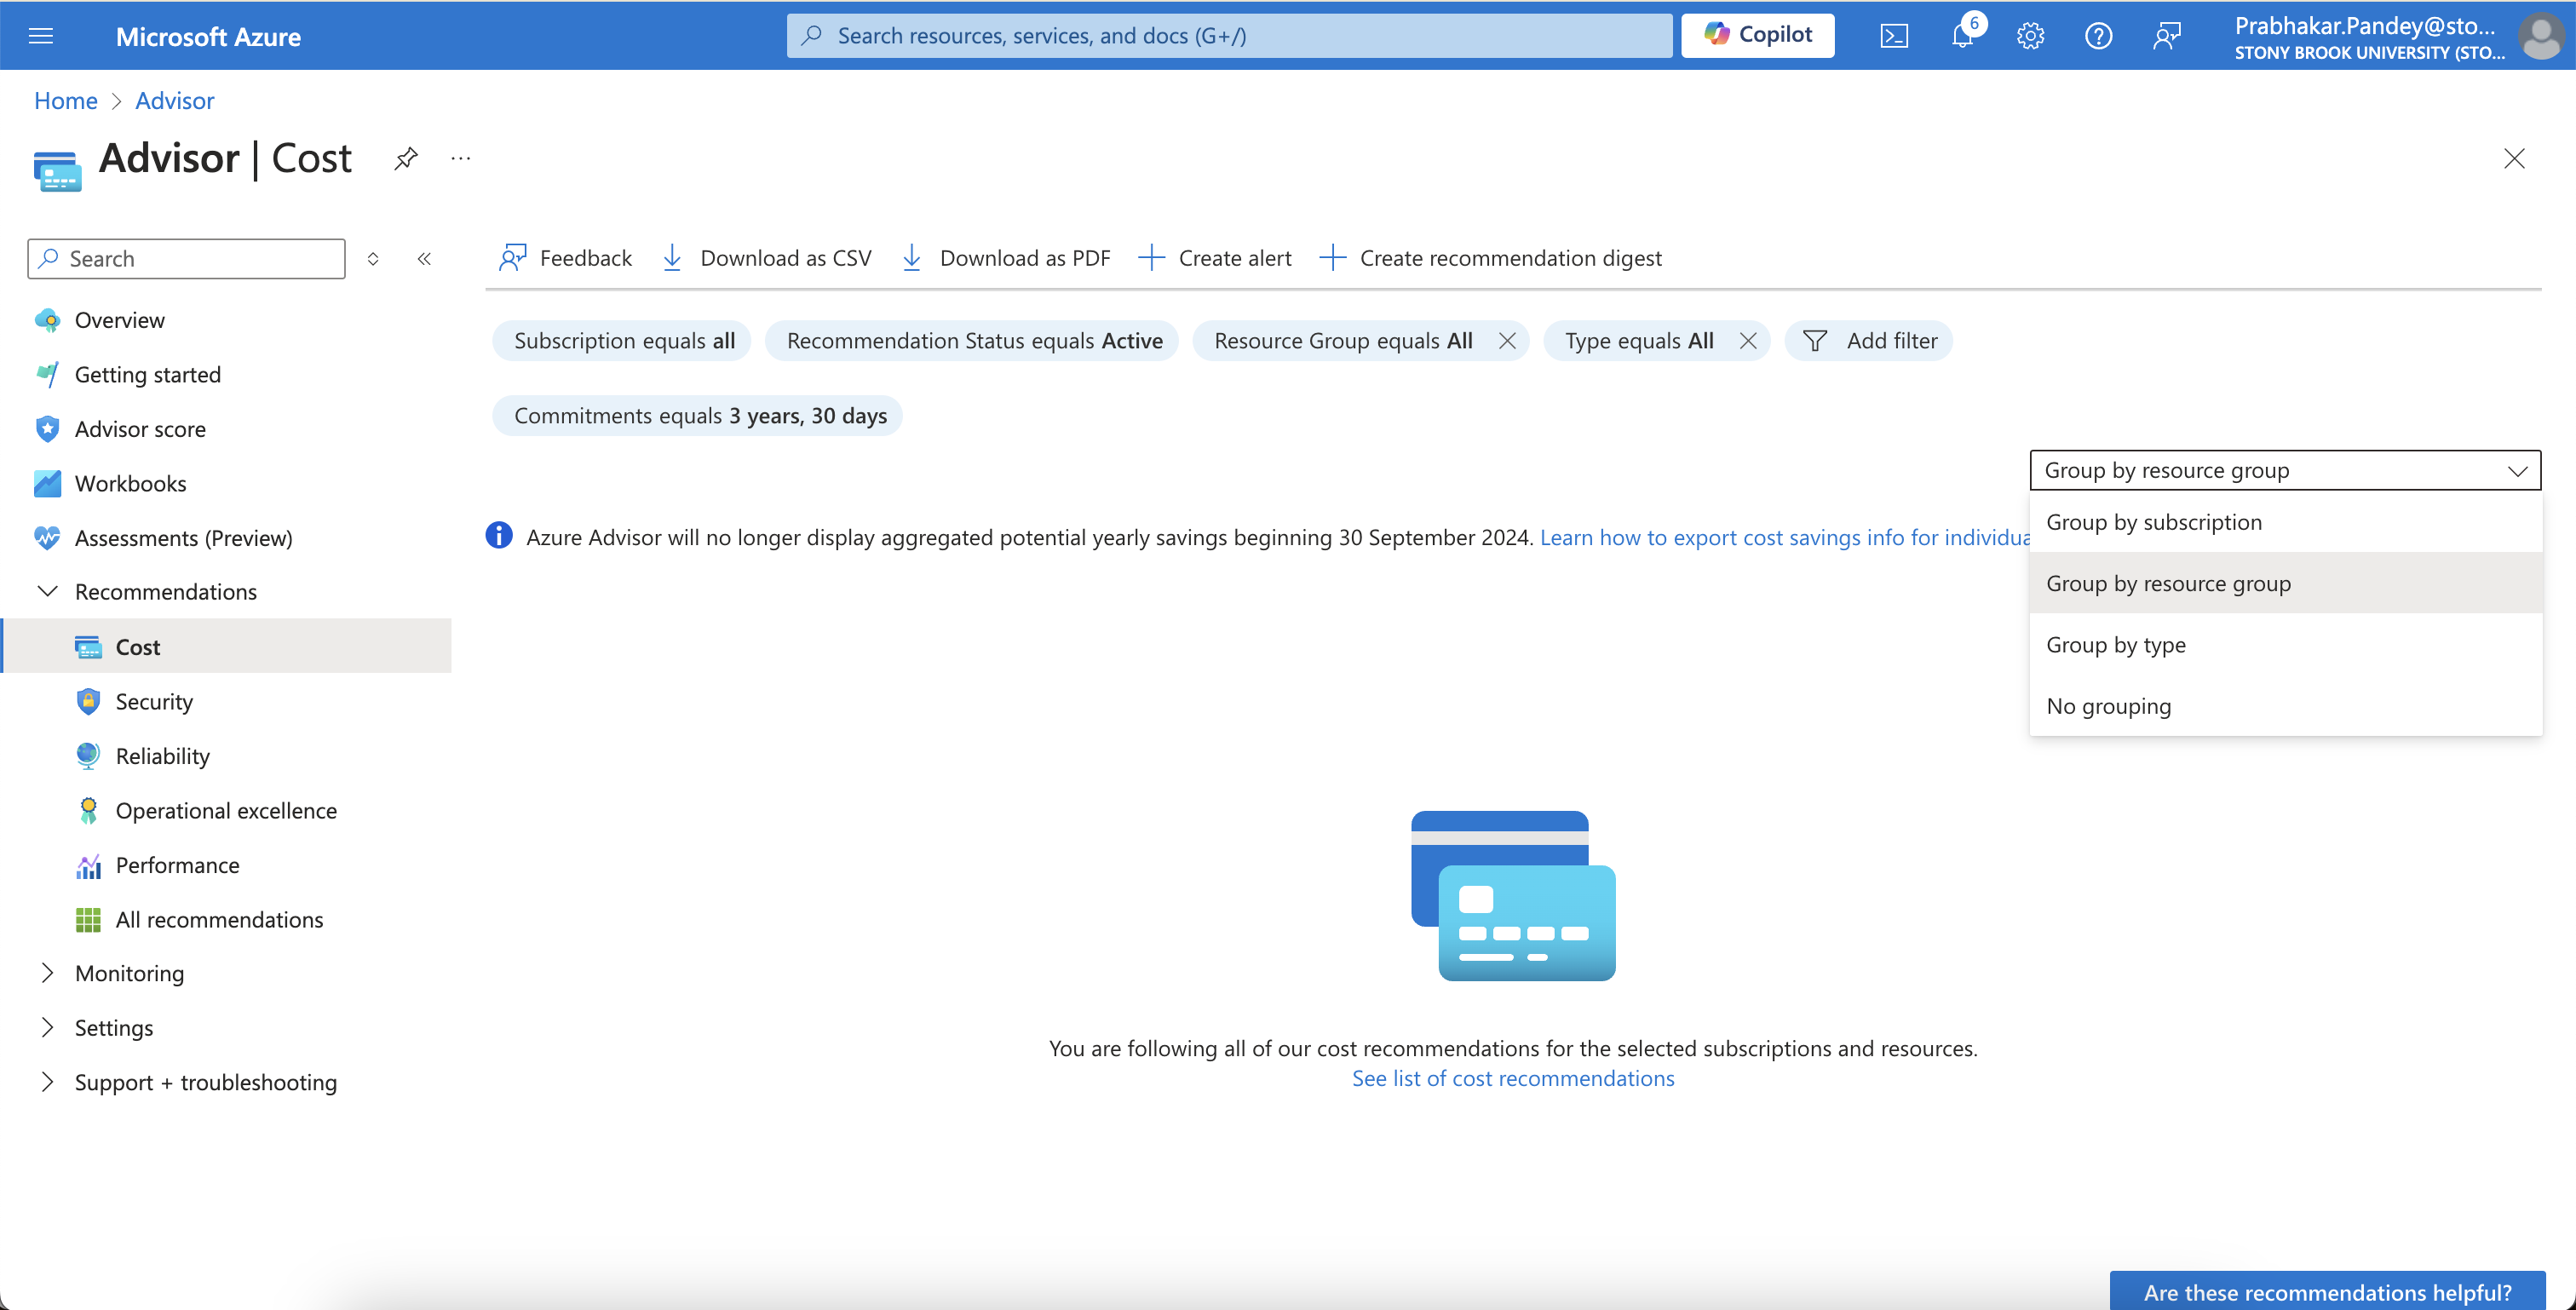 Microsoft Azure
Search resources, services, and docs (G+/)
Copilot
6
Prabhakar.Pandey@sto...
STONY BROOK UNIVERSITY (STO...
Home > Advisor
Advisor | Cost
...
Search
Feedback
Download as CSV
Download as PDF
Create alert
Create recommendation digest
Overview
Getting started
Advisor score
Workbooks
Assessments (Preview)
Recommendations
Cost
Security
Reliability
Operational excellence
Performance
All recommendations
Monitoring
Settings
Support + troubleshooting
Subscription equals all
Recommendation Status equals Active
Resource Group equals All
Type equals All
Add filter
Commitments equals 3 years, 30 days
Group by resource group
Group by subscription
Group by resource group
Group by type
No grouping
Azure Advisor will no longer display aggregated potential yearly savings beginning 30 September 2024. Learn how to export cost savings info for individua
You are following all of our cost recommendations for the selected subscriptions and resources.
See list of cost recommendations
Are these recommendations helpful?